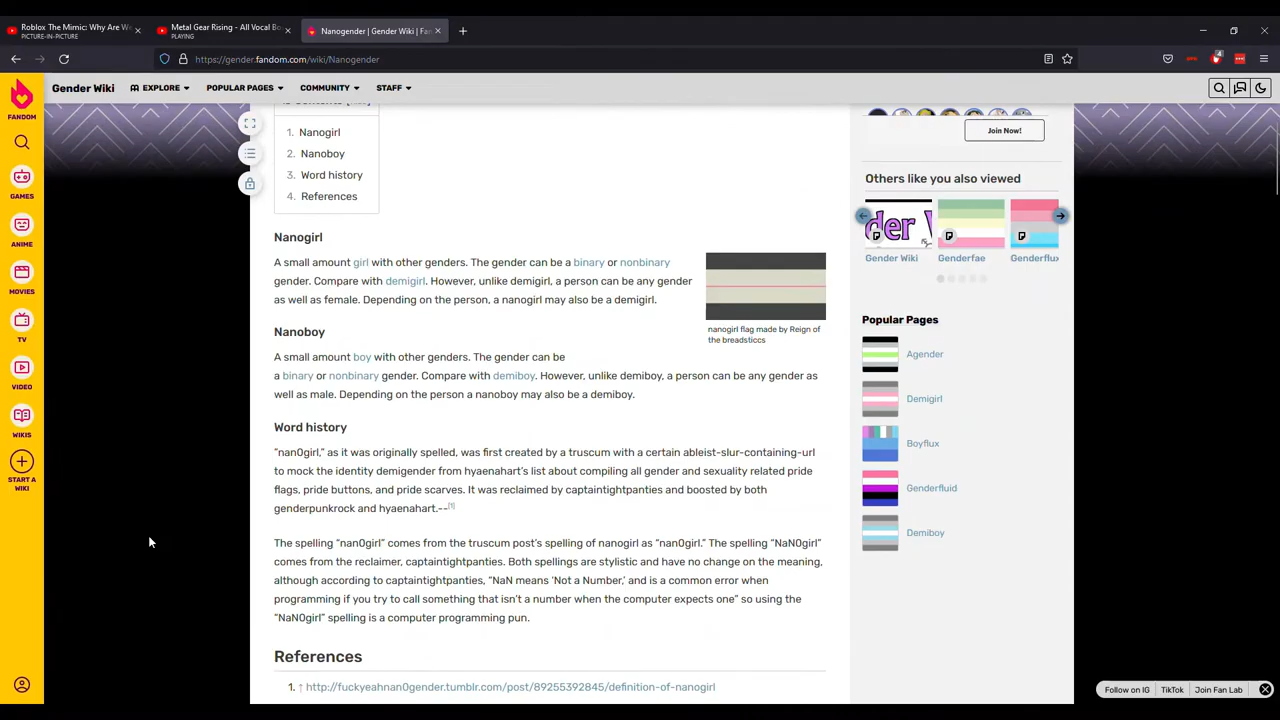 Roblox The Mimic: Why Are We
PICTURE-IN-PICTURE
Metal Gear Rising - All Vocal Bo
PLAYING
Nanogender | Gender Wiki | Fan
https://gender.fandom.com/wiki/Nanogender
4
FANDOM
GAMES
ANIME
MOVIES
TV
VIDEO
WIKIS
START A
WIKI
Gender Wiki
EXPLORE
POPULAR PAGES
COMMUNITY
STAFF
1. Nanogirl
2. Nanoboy
3. Word history
4. References
Nanogirl
A small amount girl with other genders. The gender can be a binary or nonbinary
gender. Compare with demigirl. However, unlike demigirl, a person can be any gender
as well as female. Depending on the person, a nanogirl may also be a demigirl.
nanogirl flag made by Reign of
the breadsticcs
Nanoboy
A small amount boy with other genders. The gender can be
a binary or nonbinary gender. Compare with demiboy. However, unlike demiboy, a person can be any gender as
well as male. Depending on the person a nanoboy may also be a demiboy.
Word history
“nan0girl,” as it was originally spelled, was first created by a truscum with a certain ableist-slur-containing-url
to mock the identity demigender from hyaenahart’s list about compiling all gender and sexuality related pride
flags, pride buttons, and pride scarves. It was reclaimed by captaintightpanties and boosted by both
genderpunkrock and hyaenahart.--[1]
The spelling “nan0girl” comes from the truscum post’s spelling of nanogirl as “nan0girl.” The spelling “NaN0girl”
comes from the reclaimer, captaintightpanties. Both spellings are stylistic and have no change on the meaning,
although according to captaintightpanties, “NaN means ‘Not a Number,’ and is a common error when
programming if you try to call something that isn’t a number when the computer expects one” so using the
“NaN0girl” spelling is a computer programming pun.
References
1. ↑ http://fuckyeahnan0gender.tumblr.com/post/89255392845/definition-of-nanogirl
Join Now!
Others like you also viewed
der W
Gender Wiki
Genderfae
Genderflux
Popular Pages
Agender
Demigirl
Boyflux
Genderfluid
Demiboy
Follow on IG
TikTok
Join Fan Lab